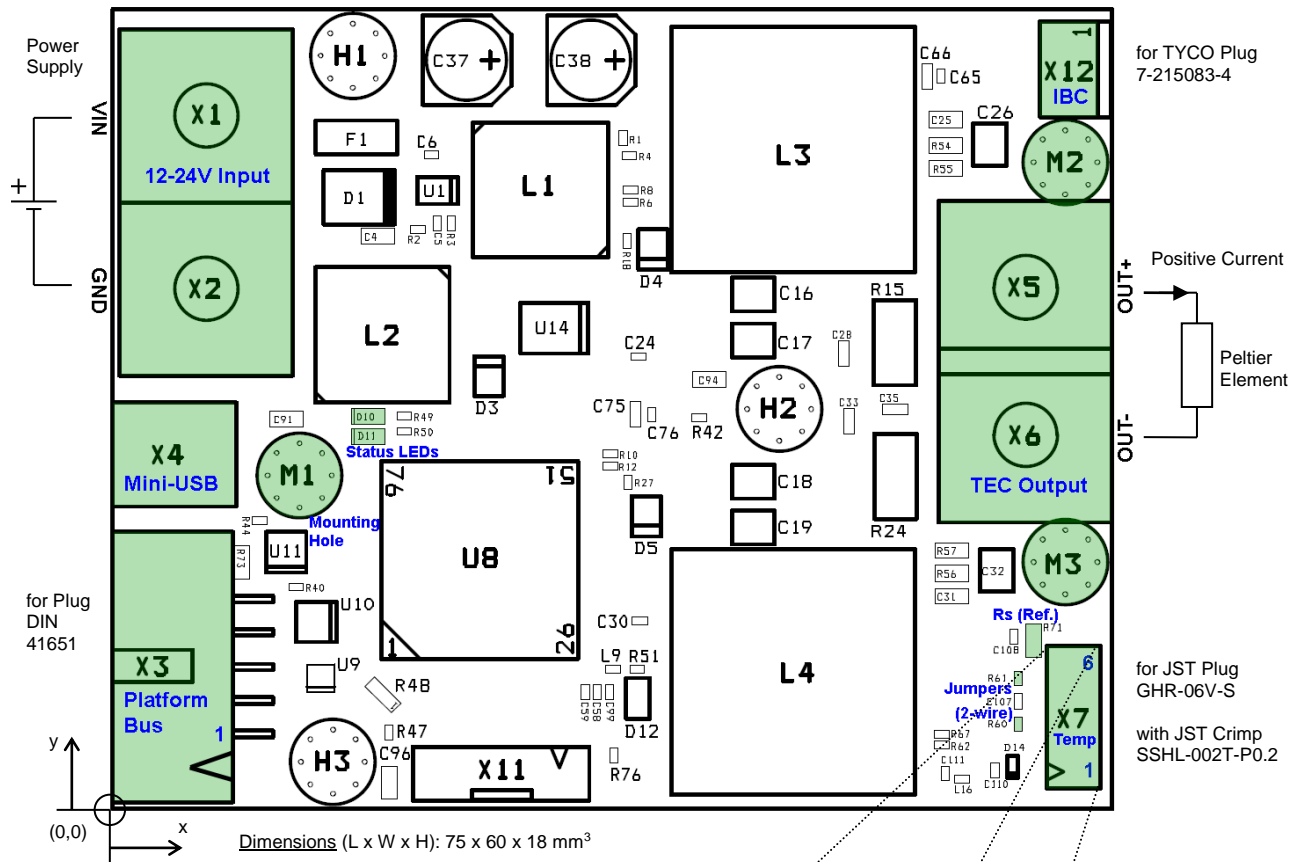 Power
Supply
VIN
GND
+
X1
12-24V Input
X2
H1
C37
+
C38
+
F1
C6
D1
U1
C4
R2
C5
R3
L1
R1
R4
R8
R6
R18
D4
L3
C66
C65
C25
R54
R55
C26
X12
1
IBC
M2
for TYCO Plug
7-215083-4
L2
U14
D3
C24
C16
C17
R15
C28
C94
C75
C76
R42
H2
C33
C35
X5
OUT+
X6
OUT-
TEC Output
Positive Current
Peltier
Element
X4
Mini-USB
C91
D10
D11
R49
R50
Status LEDs
M1
Mounting
Hole
R10
R12
R27
D5
C18
C19
R24
76
51
U8
1
26
R44
U11
R73
R40
U10
U9
for Plug
DIN
41651
X3
Platform
Bus
1
R48
R47
H3
C96
X11
C30
L9
R51
C59
C58
C99
D12
R76
L4
R57
R56
C31
C32
M3
Rs (Ref.)
R71
C108
R61
C107
R60
Jumpers
(2-wire)
R67
R62
C111
L16
C110
D14
6
X7
Temp
1
for JST Plug
GHR-06V-S
with JST Crimp
SSHL-002T-P0.2
y
x
(0,0)
Dimensions (L x W x H): 75 x 60 x 18 mm³